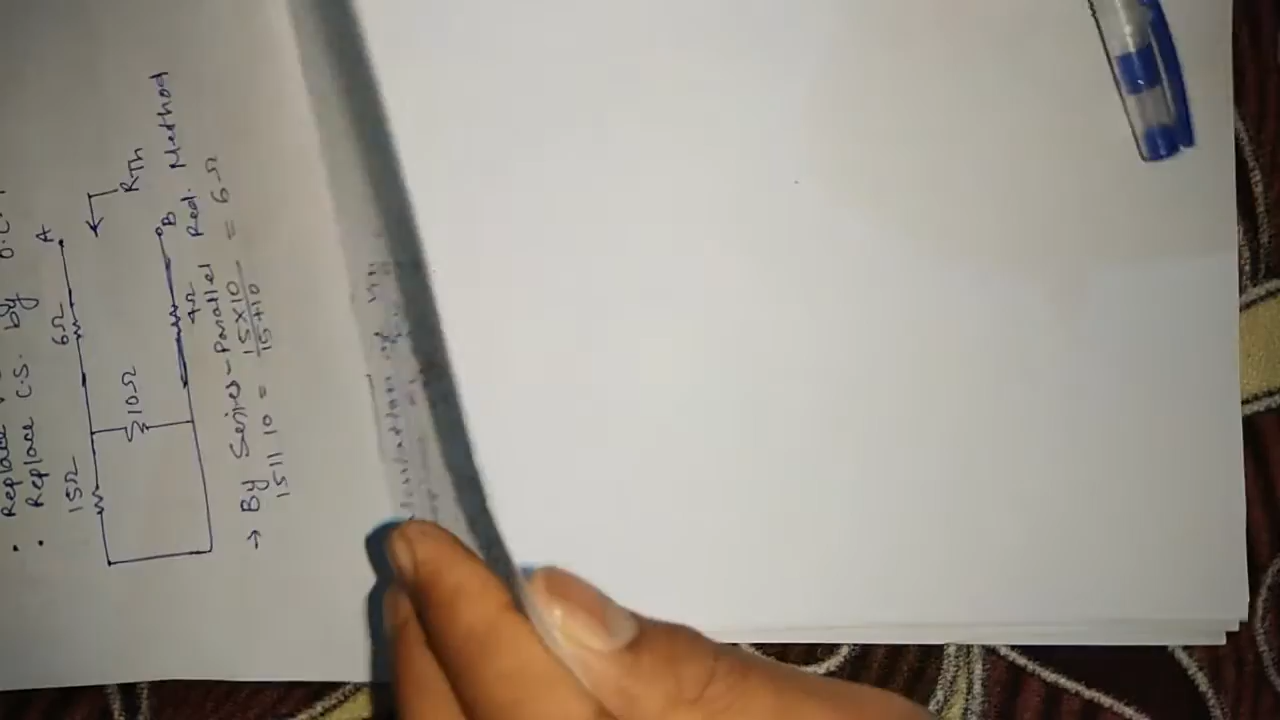 • Replace
• Replace C.S. by O.C.
15Ω
6Ω
A
10Ω
RTh
4Ω
B
→ By Series-Parallel Red. Method
15||10 = 15×10 / 15+10 = 6Ω